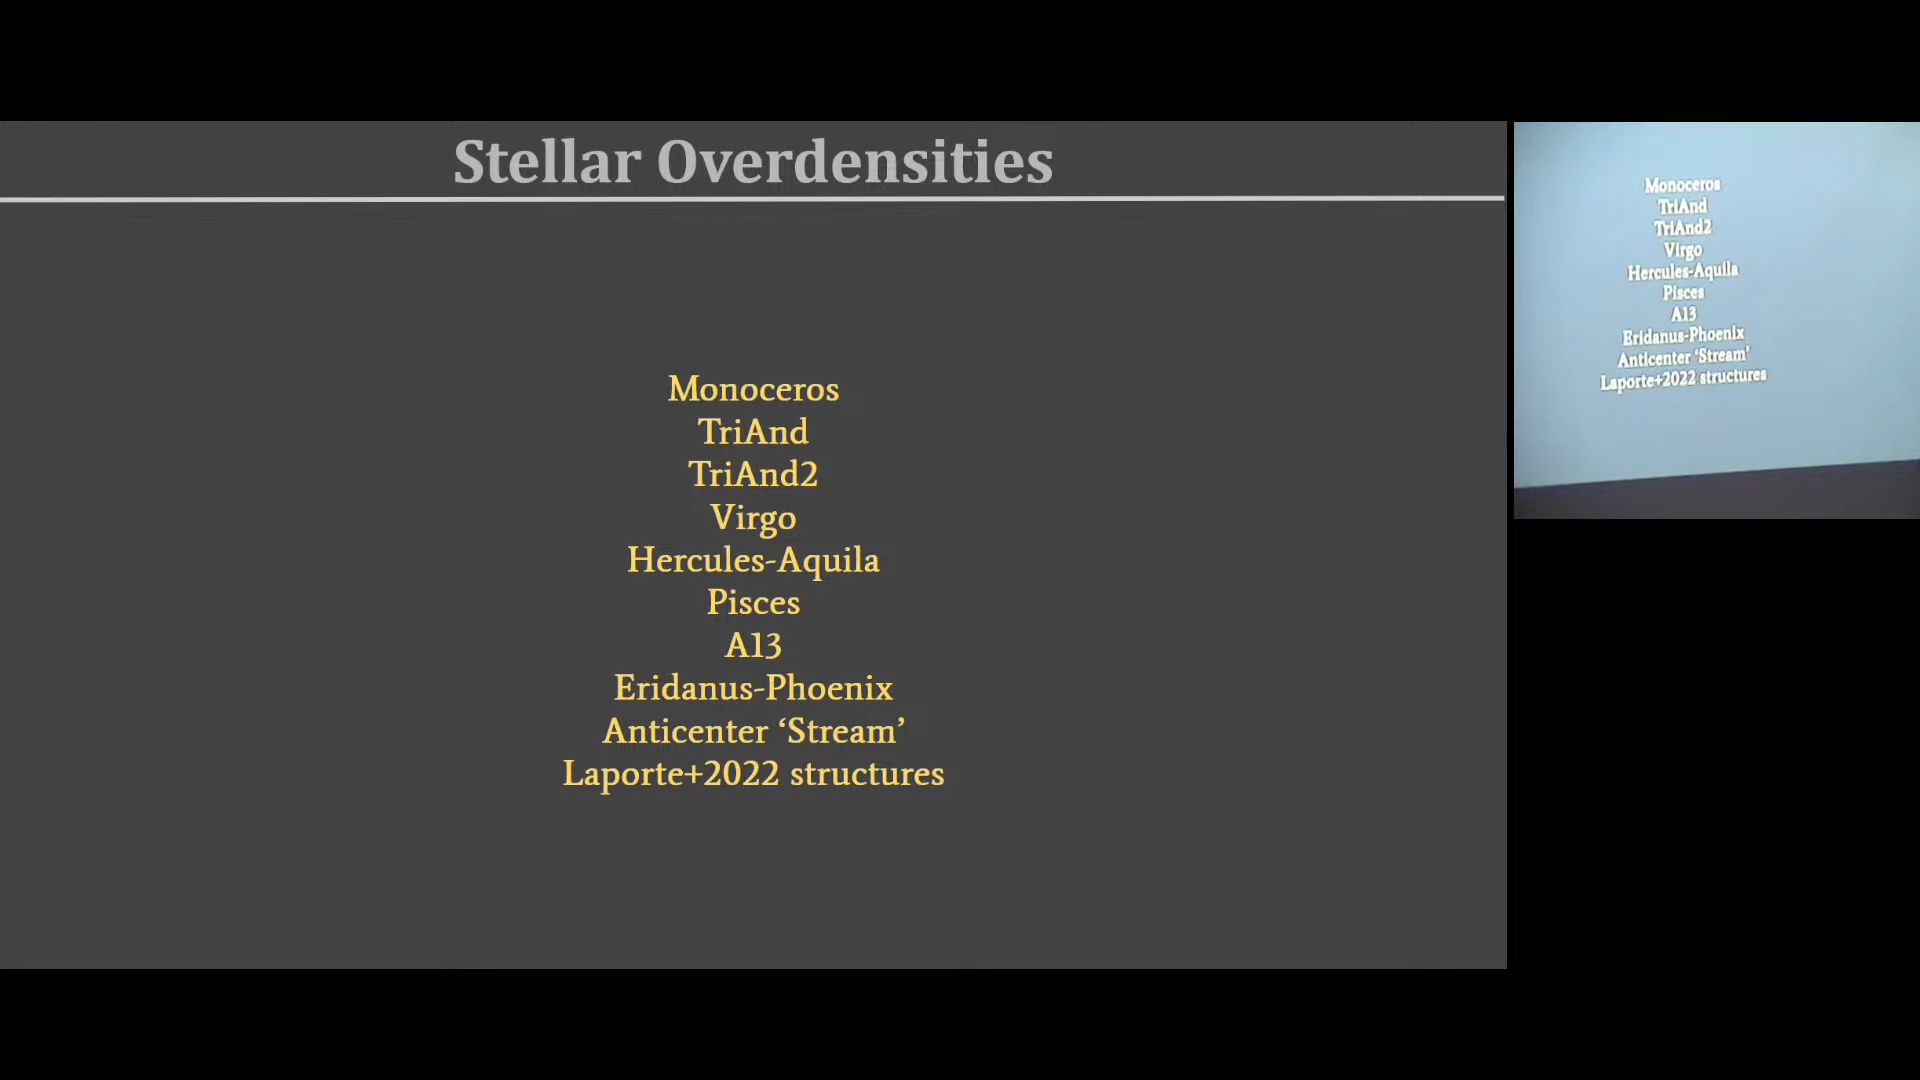 Stellar Overdensities
Monoceros
TriAnd
TriAnd2
Virgo
Hercules-Aquila
Pisces
A13
Eridanus-Phoenix
Anticenter ‘Stream’
Laporte+2022 structures
Monoceros
TriAnd
TriAnd2
Virgo
Hercules-Aquila
Pisces
A13
Eridanus-Phoenix
Anticenter ‘Stream’
Laporte+2022 structures